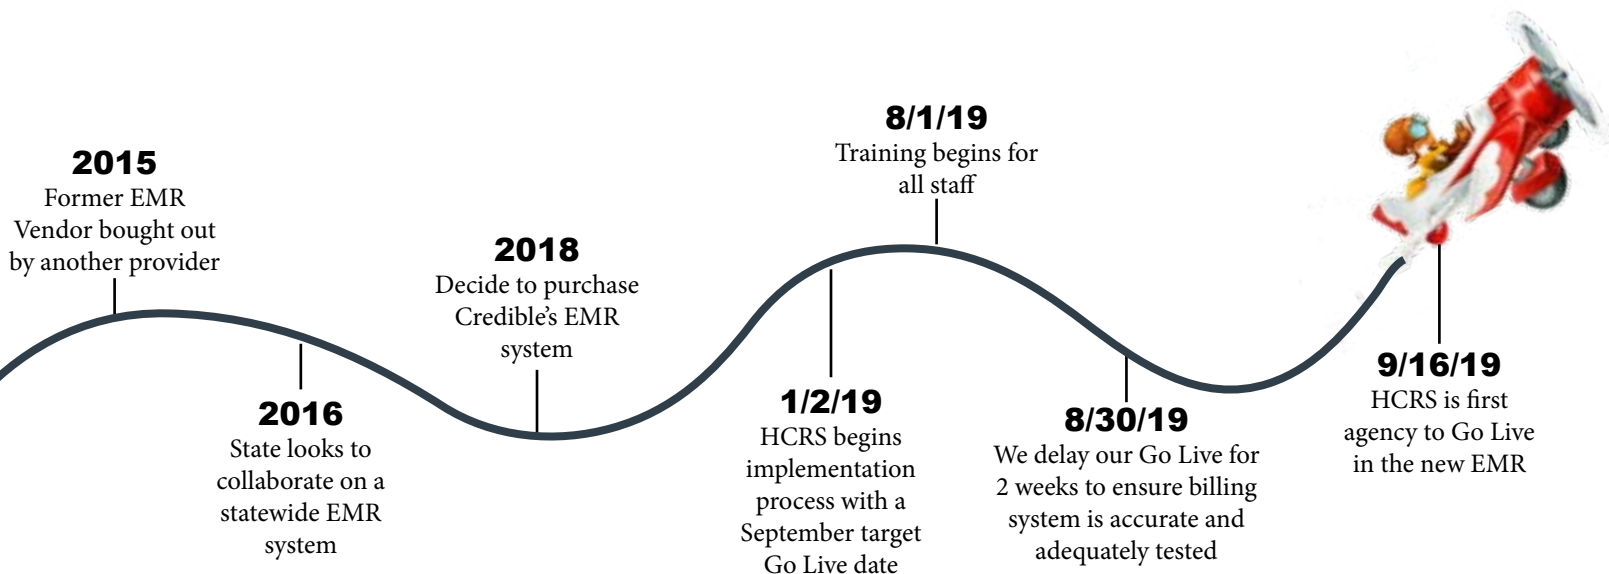 2015
Former EMR
Vendor bought out
by another provider
2016
State looks to
collaborate on a
statewide EMR
system
2018
Decide to purchase
Credible's EMR
system
1/2/19
HCRS begins
implementation
process with a
September target
Go Live date
8/1/19
Training begins for
all staff
8/30/19
We delay our Go Live for
2 weeks to ensure billing
system is accurate and
adequately tested
9/16/19
HCRS is first
agency to Go Live
in the new EMR